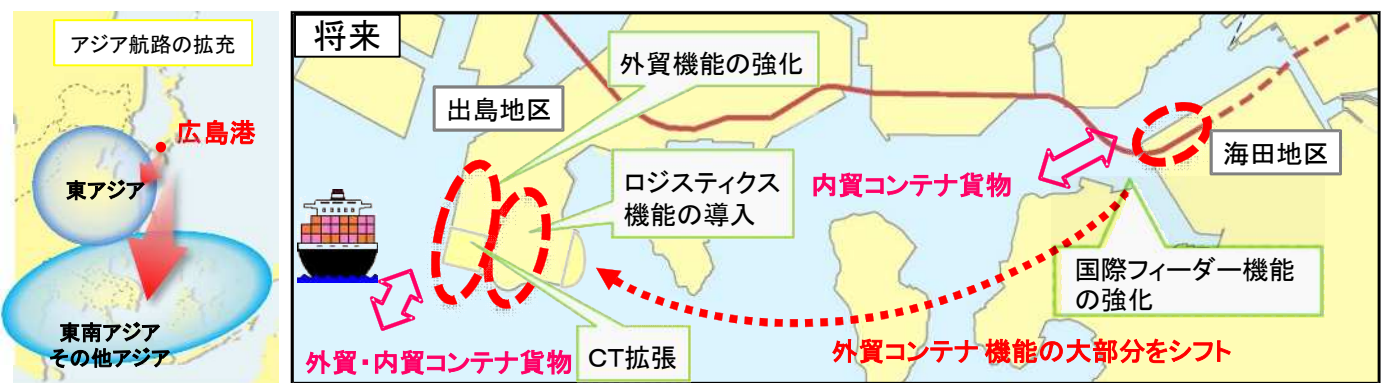 アジア航路の拡充
広島港
東アジア
東南アジア
その他アジア
将来
外貿機能の強化
出島地区
ロジスティクス
機能の導入
内貿コンテナ貨物
海田地区
国際フィーダー機能
の強化
外貿・内貿コンテナ貨物
CT拡張
外貿コンテナ機能の大部分をシフト